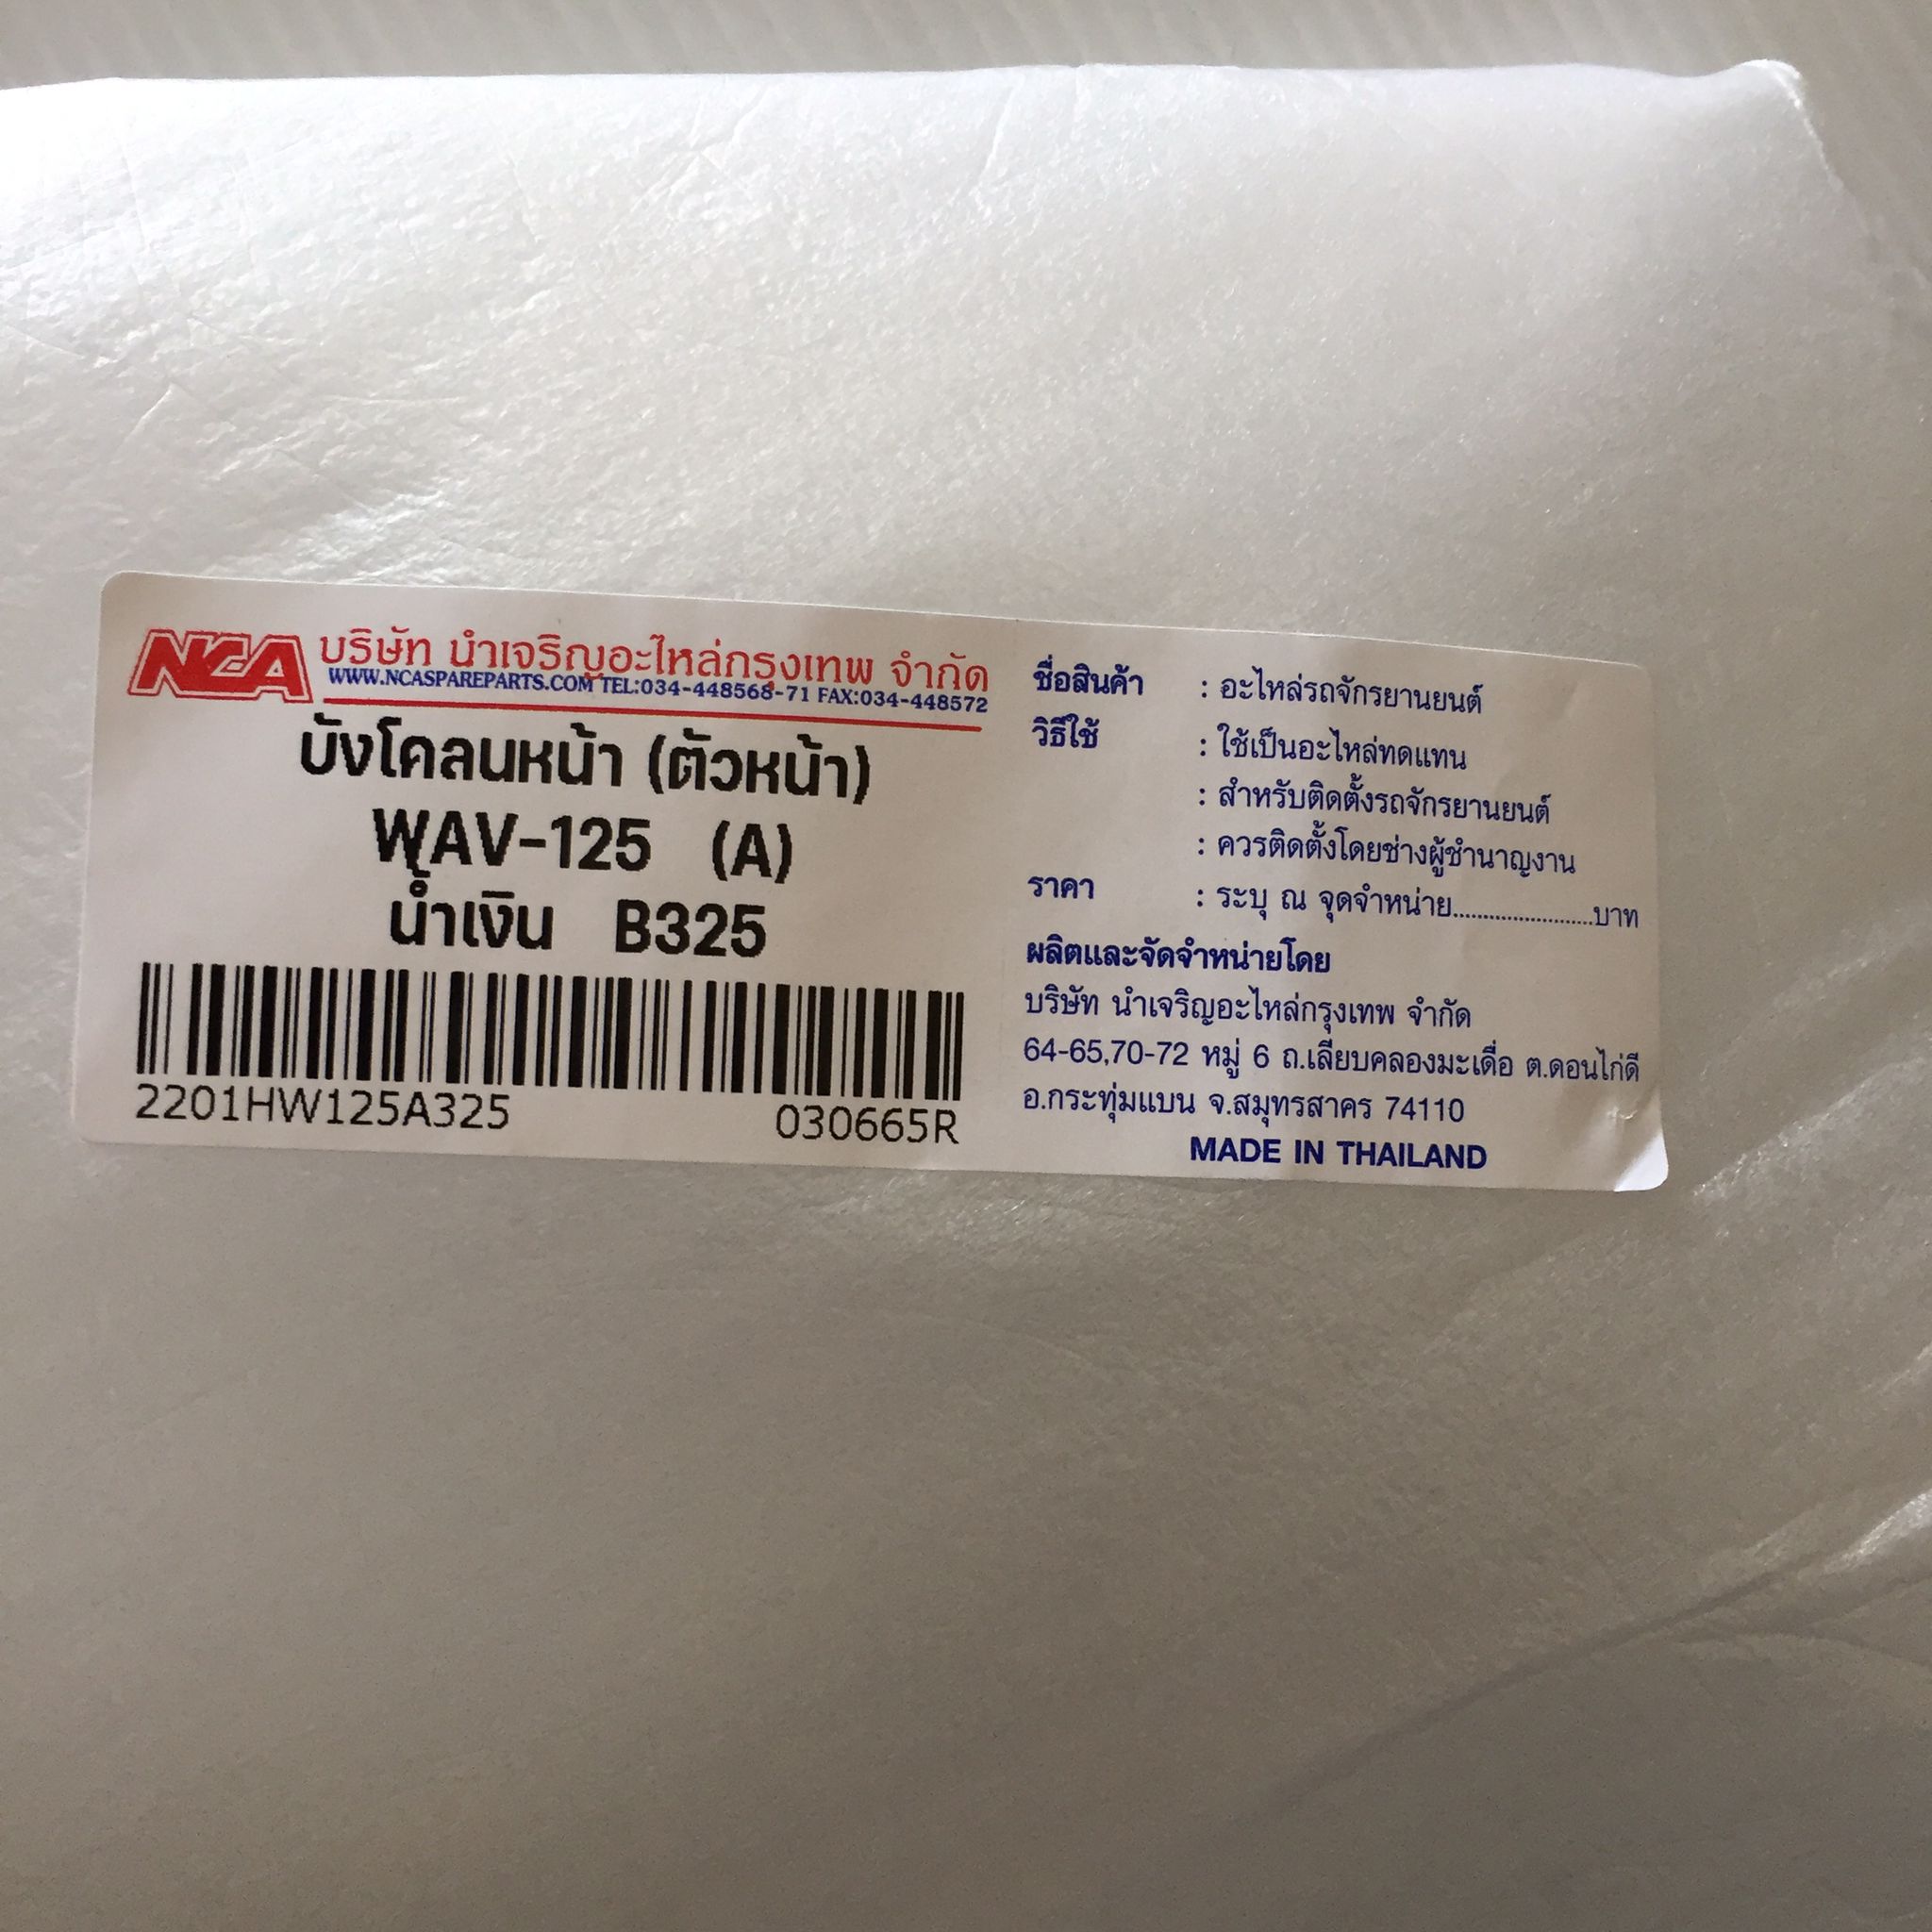 NCA บริษัท นำเจริญอะไหล่กรุงเทพ จำกัด
WWW.NCASPAREPARTS.COM TEL:034-448568-71 FAX:034-448572
บังโคลนหน้า (ตัวหน้า)
WAV-125 (A)
น้ำเงิน B325
2201HW125A325 030665R
ชื่อสินค้า : อะไหล่รถจักรยานยนต์
วิธีใช้ : ใช้เป็นอะไหล่ทดแทน
: สำหรับติดตั้งรถจักรยานยนต์
: ควรติดตั้งโดยช่างผู้ชำนาญงาน
ราคา : ระบุ ณ จุดจำหน่าย........................บาท
ผลิตและจัดจำหน่ายโดย
บริษัท นำเจริญอะไหล่กรุงเทพ จำกัด
64-65,70-72 หมู่ 6 ถ.เลียบคลองมะเดื่อ ต.ดอนไก่ดี
อ.กระทุ่มแบน จ.สมุทรสาคร 74110
MADE IN THAILAND